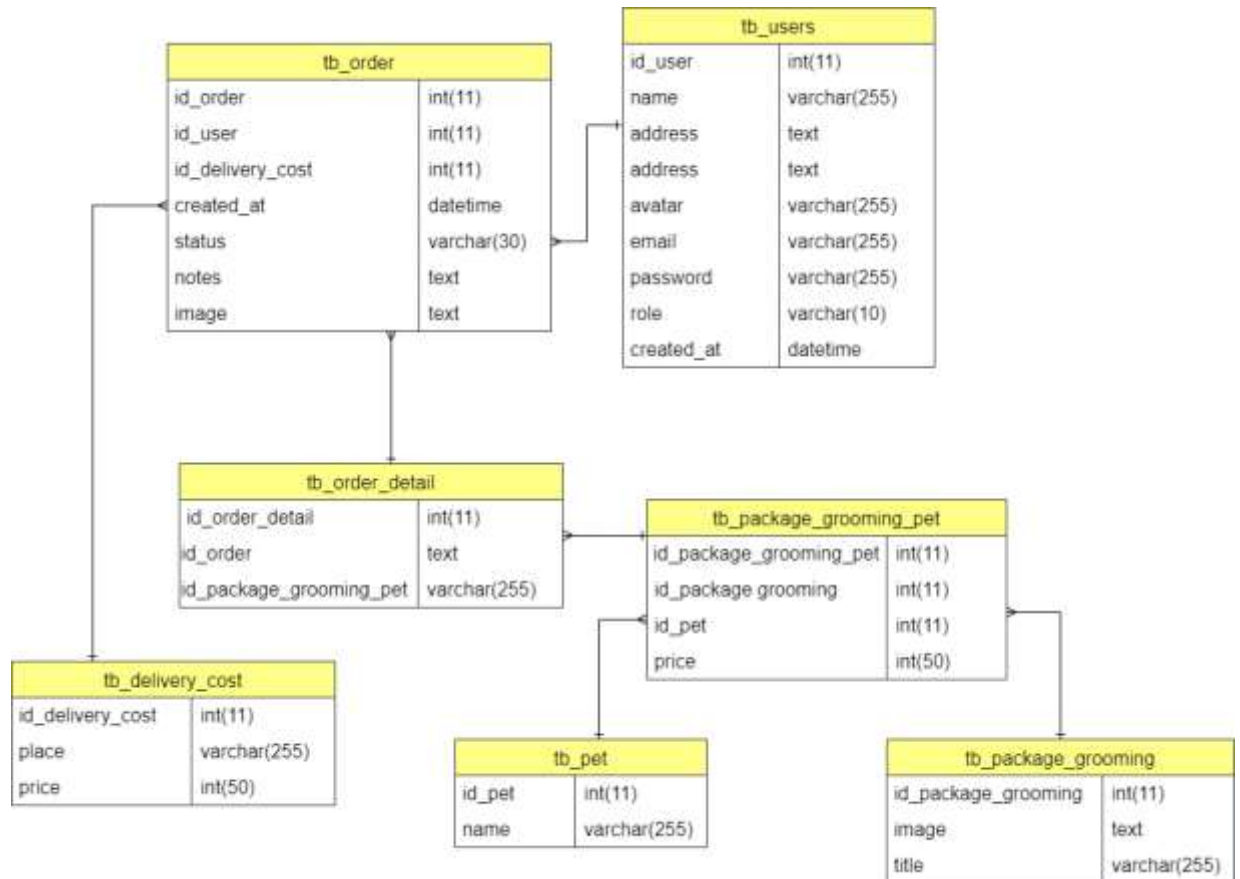 tb_users
id_user int(11)
name varchar(255)
address text
address text
avatar varchar(255)
email varchar(255)
password varchar(255)
role varchar(10)
created_at datetime
tb_order
id_order int(11)
id_user int(11)
id_delivery_cost int(11)
created_at datetime
status varchar(30)
notes text
image text
tb_order_detail
id_order_detail int(11)
id_order text
id_package_grooming_pet varchar(255)
tb_package_grooming_pet
id_package_grooming_pet int(11)
id_package grooming int(11)
id_pet int(11)
price int(50)
tb_delivery_cost
id_delivery_cost int(11)
place varchar(255)
price int(50)
tb_pet
id_pet int(11)
name varchar(255)
tb_package_grooming
id_package_grooming int(11)
image text
title varchar(255)